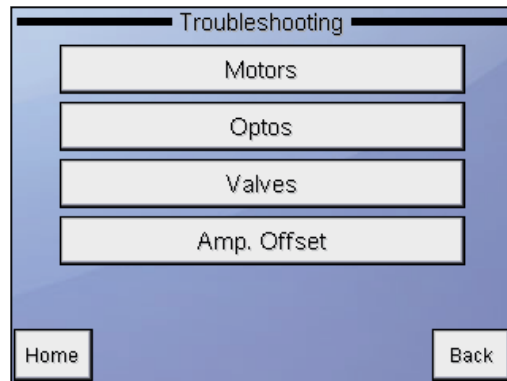 Troubleshooting
Motors
Optos
Valves
Amp. Offset
Home
Back